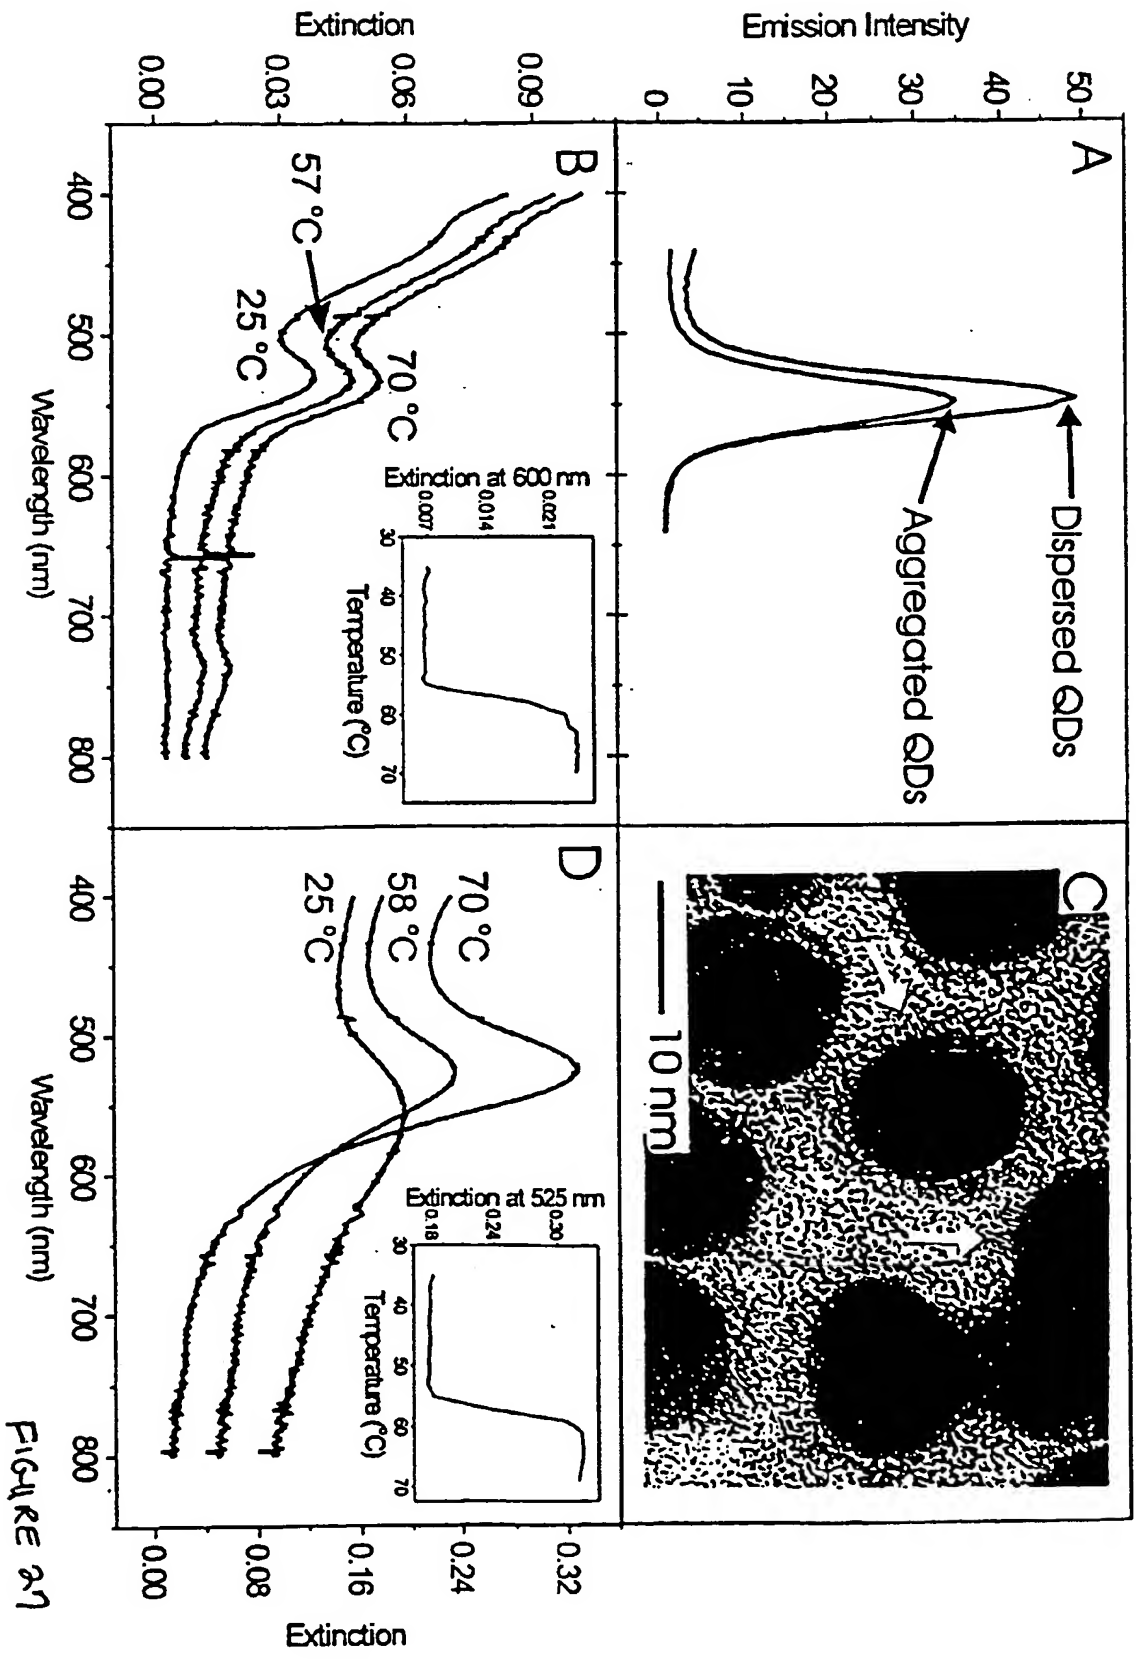 A
Emission Intensity
50
40
30
20
10
0
Dispersed QDs
Aggregated QDs
C
10 nm
B
Extinction
0.09
0.06
0.03
0.00
57 °C
25 °C
70 °C
400
500
600
700
800
Wavelength (nm)
Extinction at 600 nm
0.021
0.014
0.007
30
40
50
60
70
Temperature (°C)
D
70 °C
58 °C
25 °C
400
500
600
700
800
Wavelength (nm)
0.32
0.24
0.16
0.08
0.00
Extinction
Extinction at 525 nm
0.30
0.24
0.18
30
40
50
60
70
Temperature (°C)
FIGURE 27